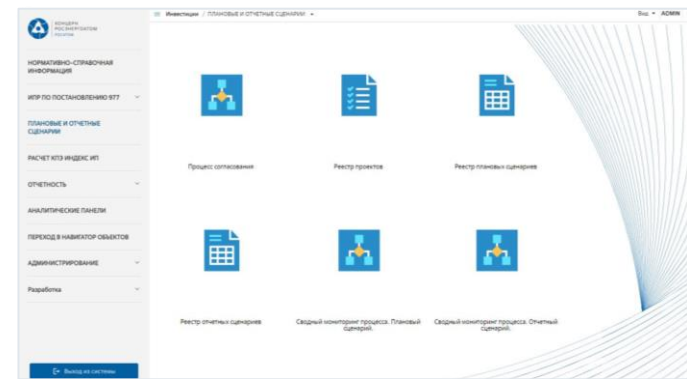 КОНЦЕРН
РОСЭНЕРГОАТОМ
РОСАТОМ
Инвестиции / ПЛАНОВЫЕ И ОТЧЕТНЫЕ СЦЕНАРИИ
Вид ADMIN
НОРМАТИВНО-СПРАВОЧНАЯ
ИНФОРМАЦИЯ
ИПР ПО ПОСТАНОВЛЕНИЮ 977
ПЛАНОВЫЕ И ОТЧЕТНЫЕ
СЦЕНАРИИ
РАСЧЕТ КПЭ ИНДЕКС ИП
ОТЧЕТНОСТЬ
АНАЛИТИЧЕСКИЕ ПАНЕЛИ
ПЕРЕХОД В НАВИГАТОР ОБЪЕКТОВ
АДМИНИСТРИРОВАНИЕ
Разработка
Выход из системы
Процесс согласования
Реестр проектов
Реестр плановых сценариев
Реестр отчетных сценариев
Сводный мониторинг процесса. Плановый
сценарий.
Сводный мониторинг процесса. Отчетный
сценарий.